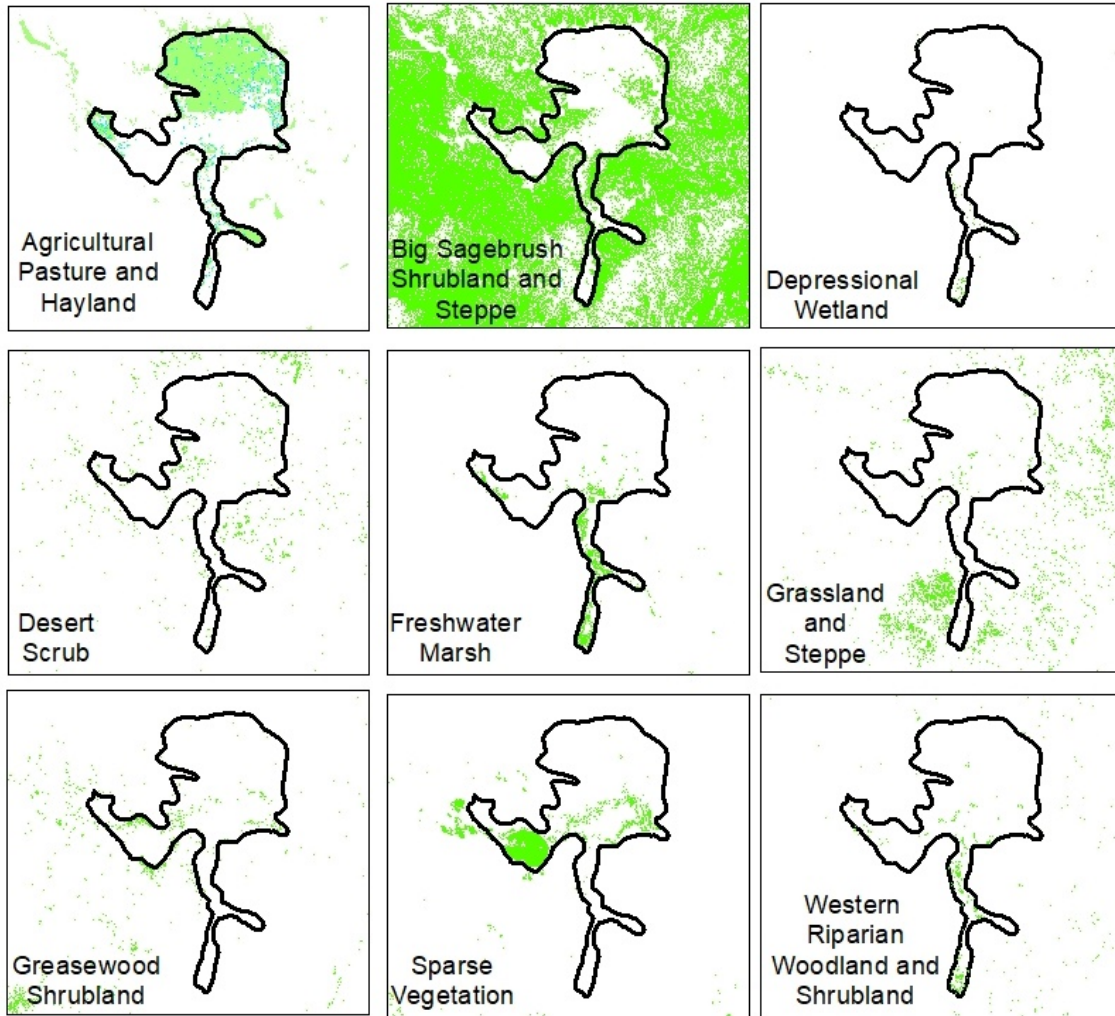 Agricultural
Pasture and
Hayland
Big Sagebrush
Shrubland and
Steppe
Depressional
Wetland
Desert
Scrub
Freshwater
Marsh
Grassland
and
Steppe
Greasewood
Shrubland
Sparse
Vegetation
Western
Riparian
Woodland and
Shrubland